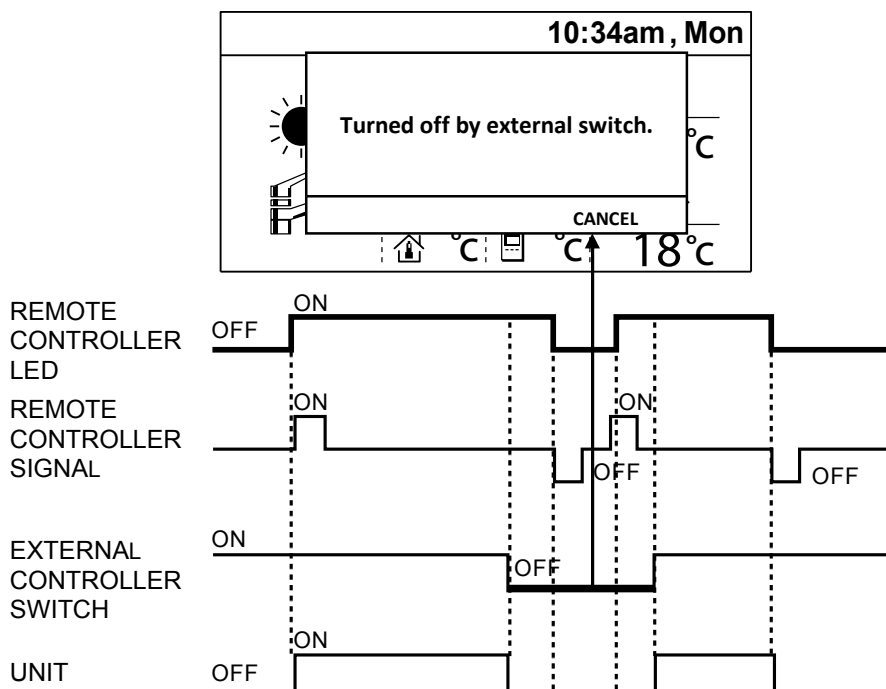 10:34am , Mon
Turned off by external switch.
°C
CANCEL
°C °C 18°C
REMOTE
CONTROLLER
LED
OFF
ON
REMOTE
CONTROLLER
SIGNAL
ON
ON
OFF
OFF
EXTERNAL
CONTROLLER
SWITCH
ON
OFF
UNIT
OFF
ON